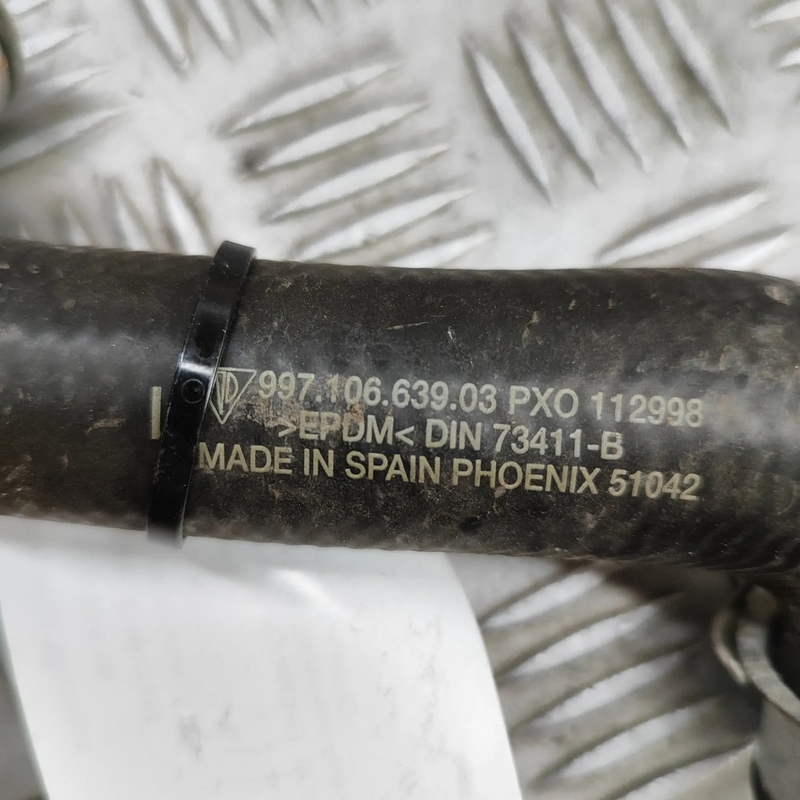 997.106.639.03 PXO 112998
>EPDM< DIN 73411-B
MADE IN SPAIN PHOENIX 51042